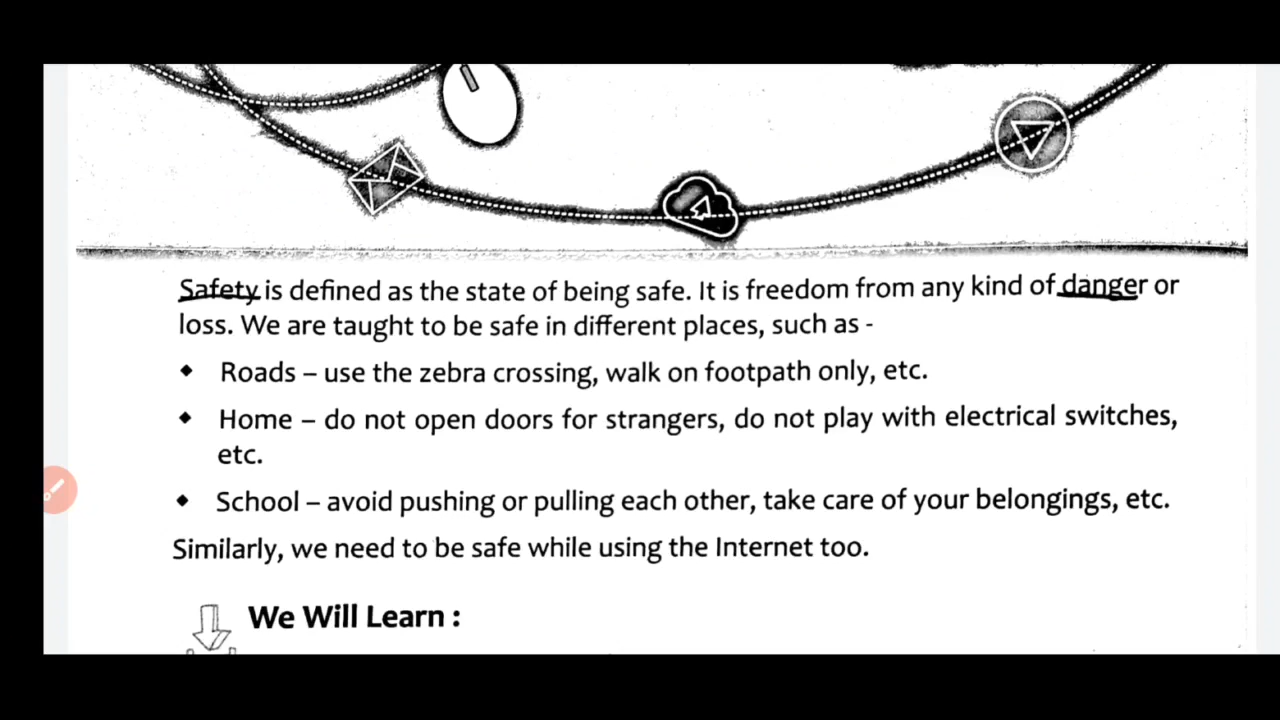 Safety is defined as the state of being safe. It is freedom from any kind of danger or
loss. We are taught to be safe in different places, such as -
◆ Roads – use the zebra crossing, walk on footpath only, etc.
◆ Home – do not open doors for strangers, do not play with electrical switches,
etc.
◆ School – avoid pushing or pulling each other, take care of your belongings, etc.
Similarly, we need to be safe while using the Internet too.
We Will Learn :